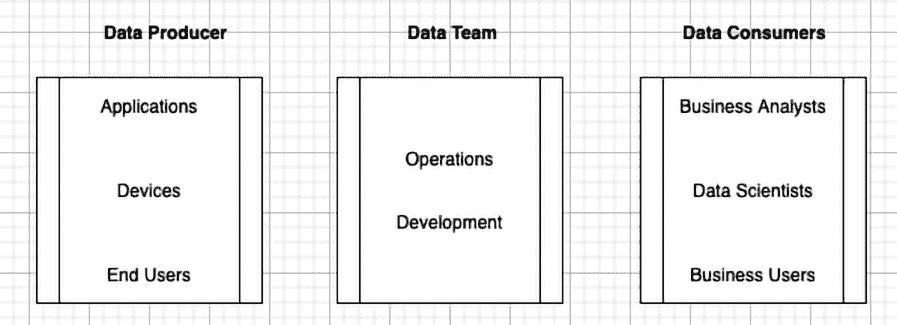 Data Producer
Data Team
Data Consumers
Applications
Devices
End Users
Operations
Development
Business Analysts
Data Scientists
Business Users